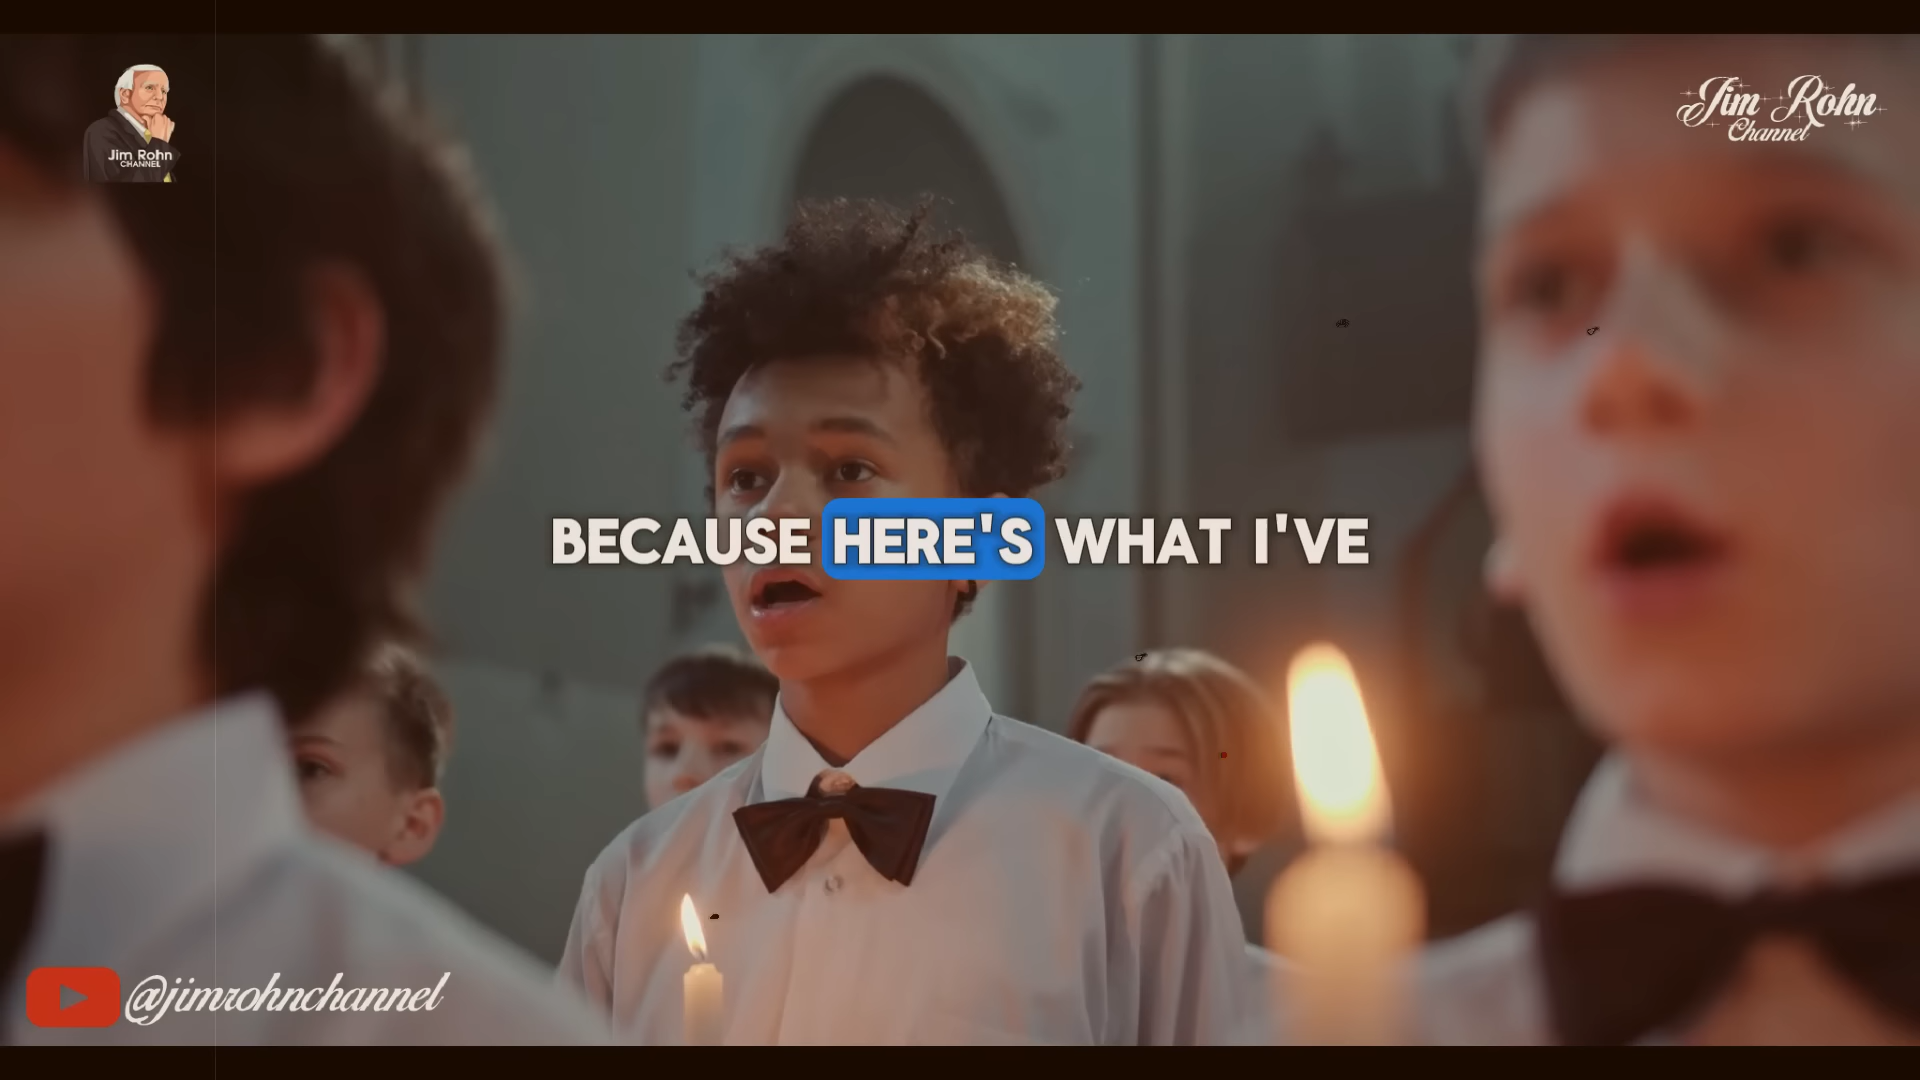 Jim Rohn
CHANNEL
Jim Rohn
Channel
BECAUSE HERE'S WHAT I'VE
@jimrohnchannel